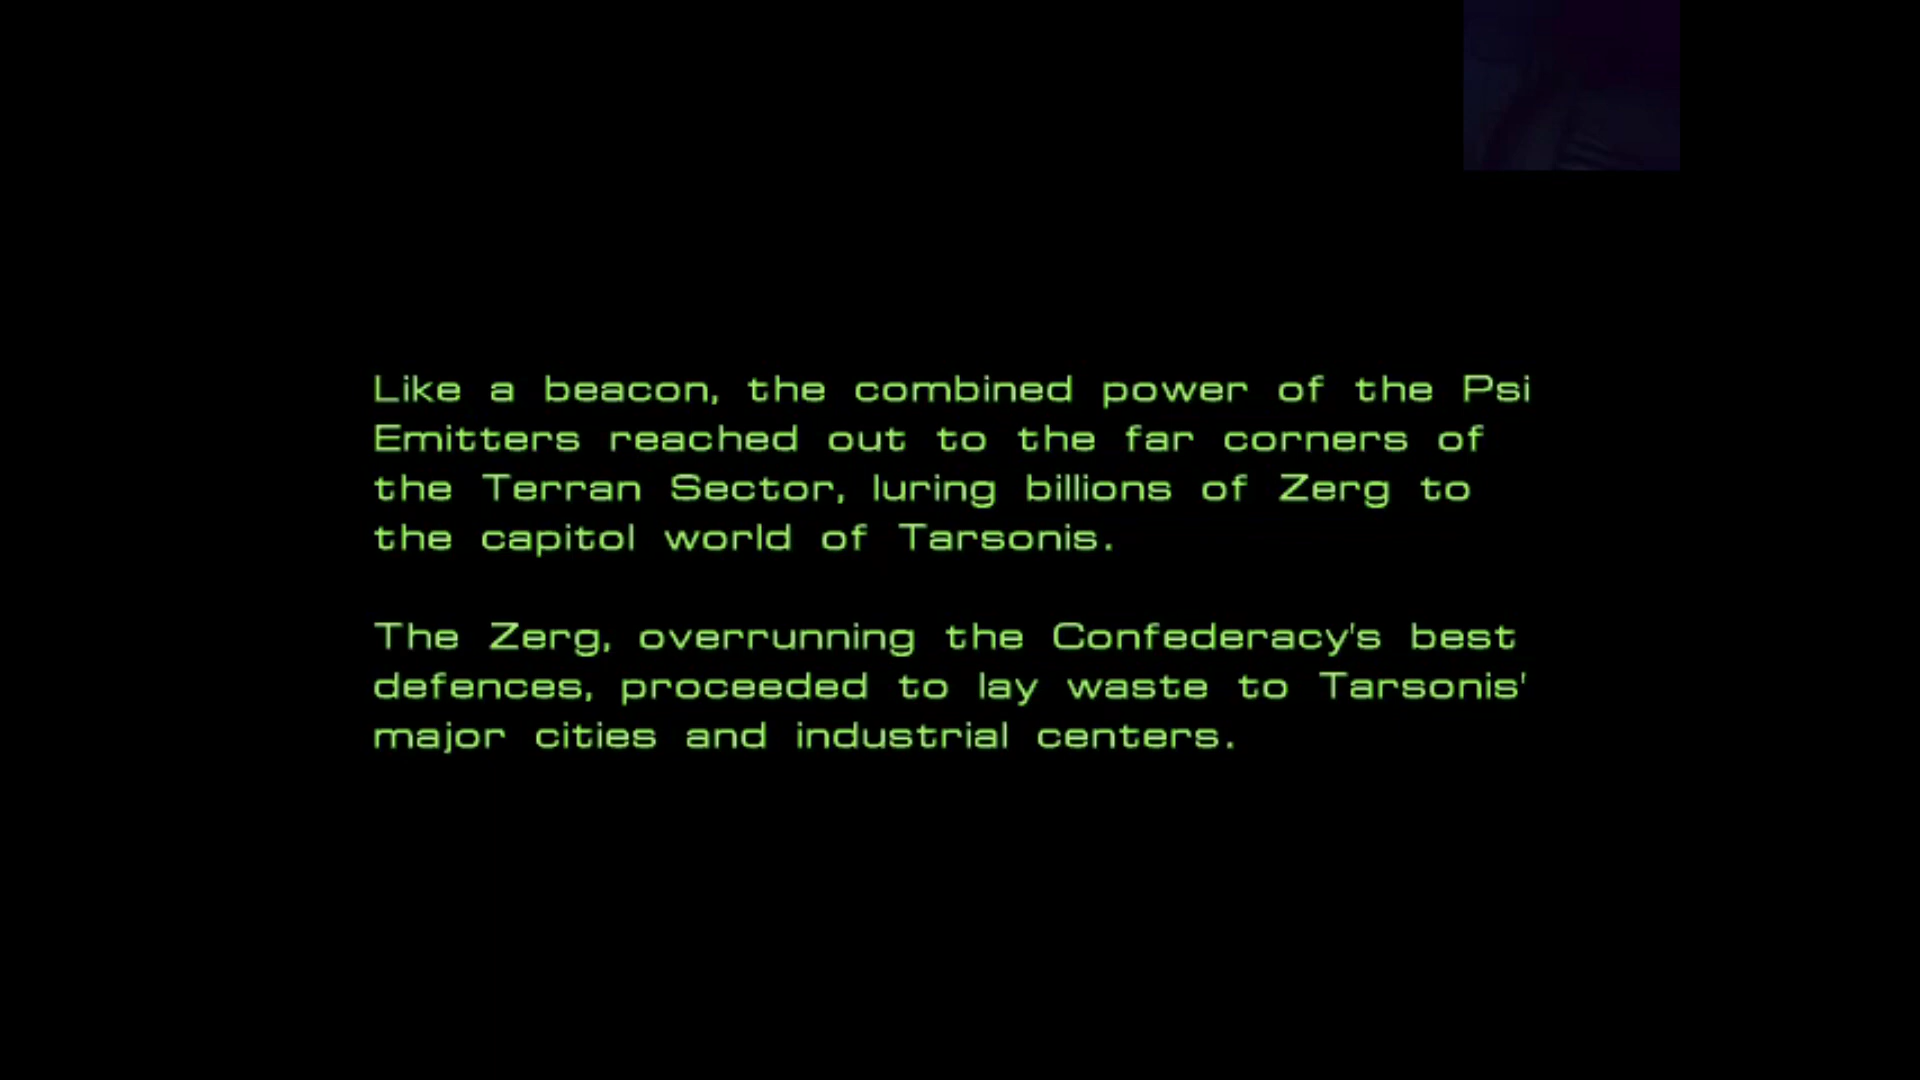 Like a beacon, the combined power of the Psi
Emitters reached out to the far corners of
the Terran Sector, luring billions of Zerg to
the capitol world of Tarsonis.
The Zerg, overrunning the Confederacy's best
defences, proceeded to lay waste to Tarsonis'
major cities and industrial centers.